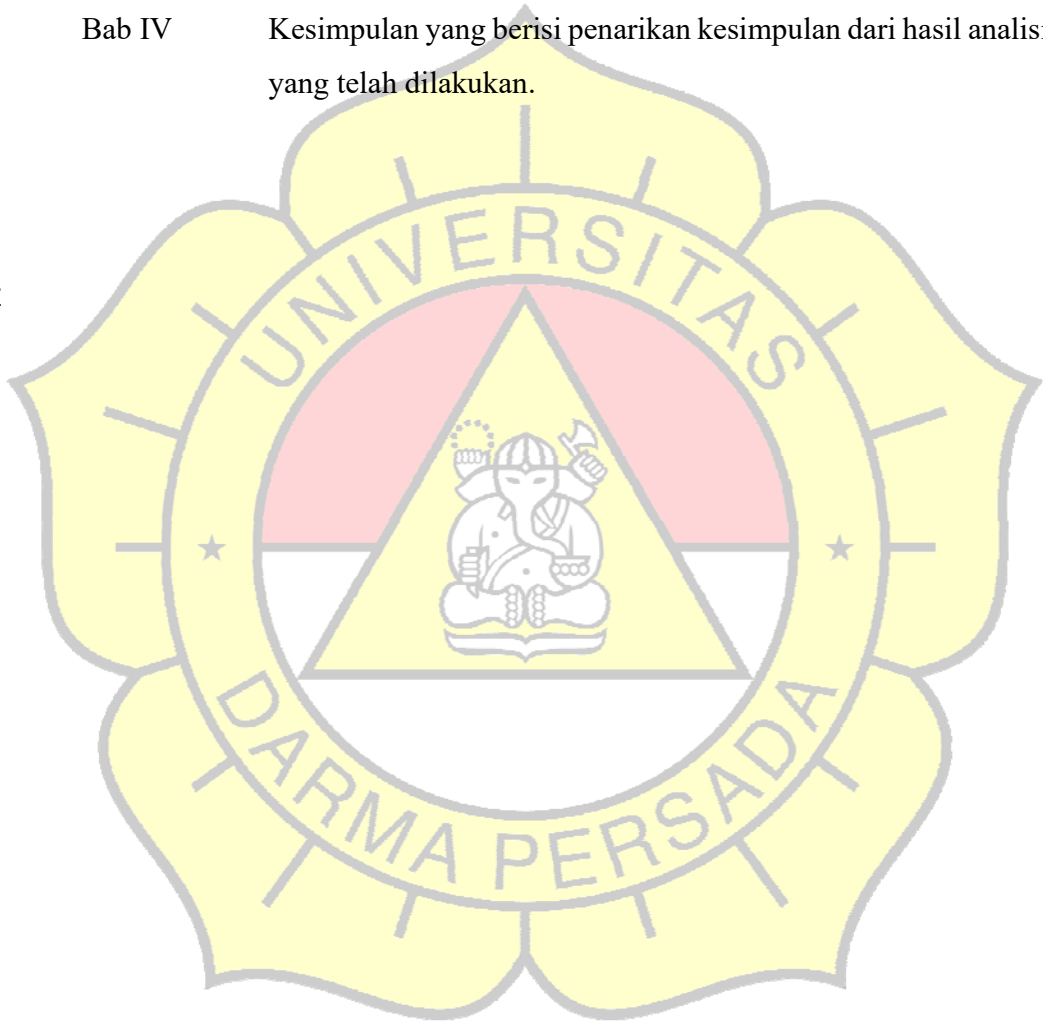 Bab IV Kesimpulan yang berisi penarikan kesimpulan dari hasil analisi
yang telah dilakukan.
UNIVERSITAS
DARMA PERSADA